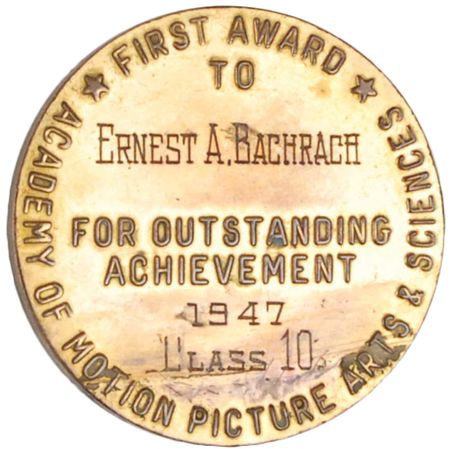 FIRST AWARD
TO
ERNEST A. BACHRACH
FOR OUTSTANDING
ACHIEVEMENT
1947
CLASS 10.
ACADEMY OF MOTION PICTURE ARTS & SCIENCES